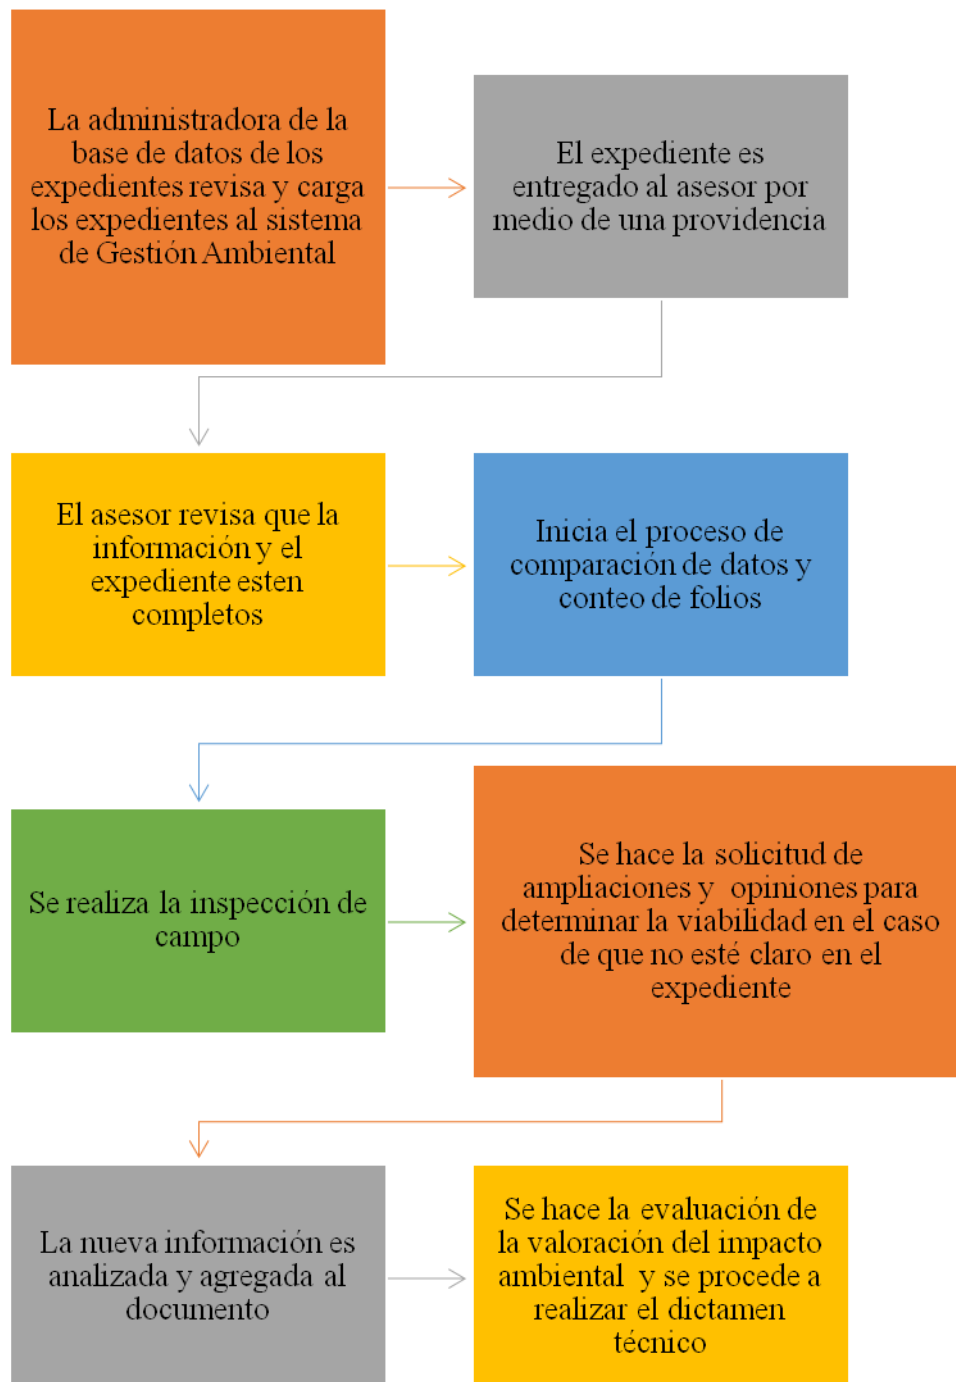 La administradora de la
base de datos de los
expedientes revisa y carga
los expedientes al sistema
de Gestión Ambiental
El expediente es
entregado al asesor por
medio de una providencia
El asesor revisa que la
información y el
expediente esten
completos
Inicia el proceso de
comparación de datos y
conteo de folios
Se realiza la inspección de
campo
Se hace la solicitud de
ampliaciones y opiniones para
determinar la viabilidad en el caso
de que no esté claro en el
expediente
La nueva información es
analizada y agregada al
documento
Se hace la evaluación de
la valoración del impacto
ambiental y se procede a
realizar el dictamen
técnico